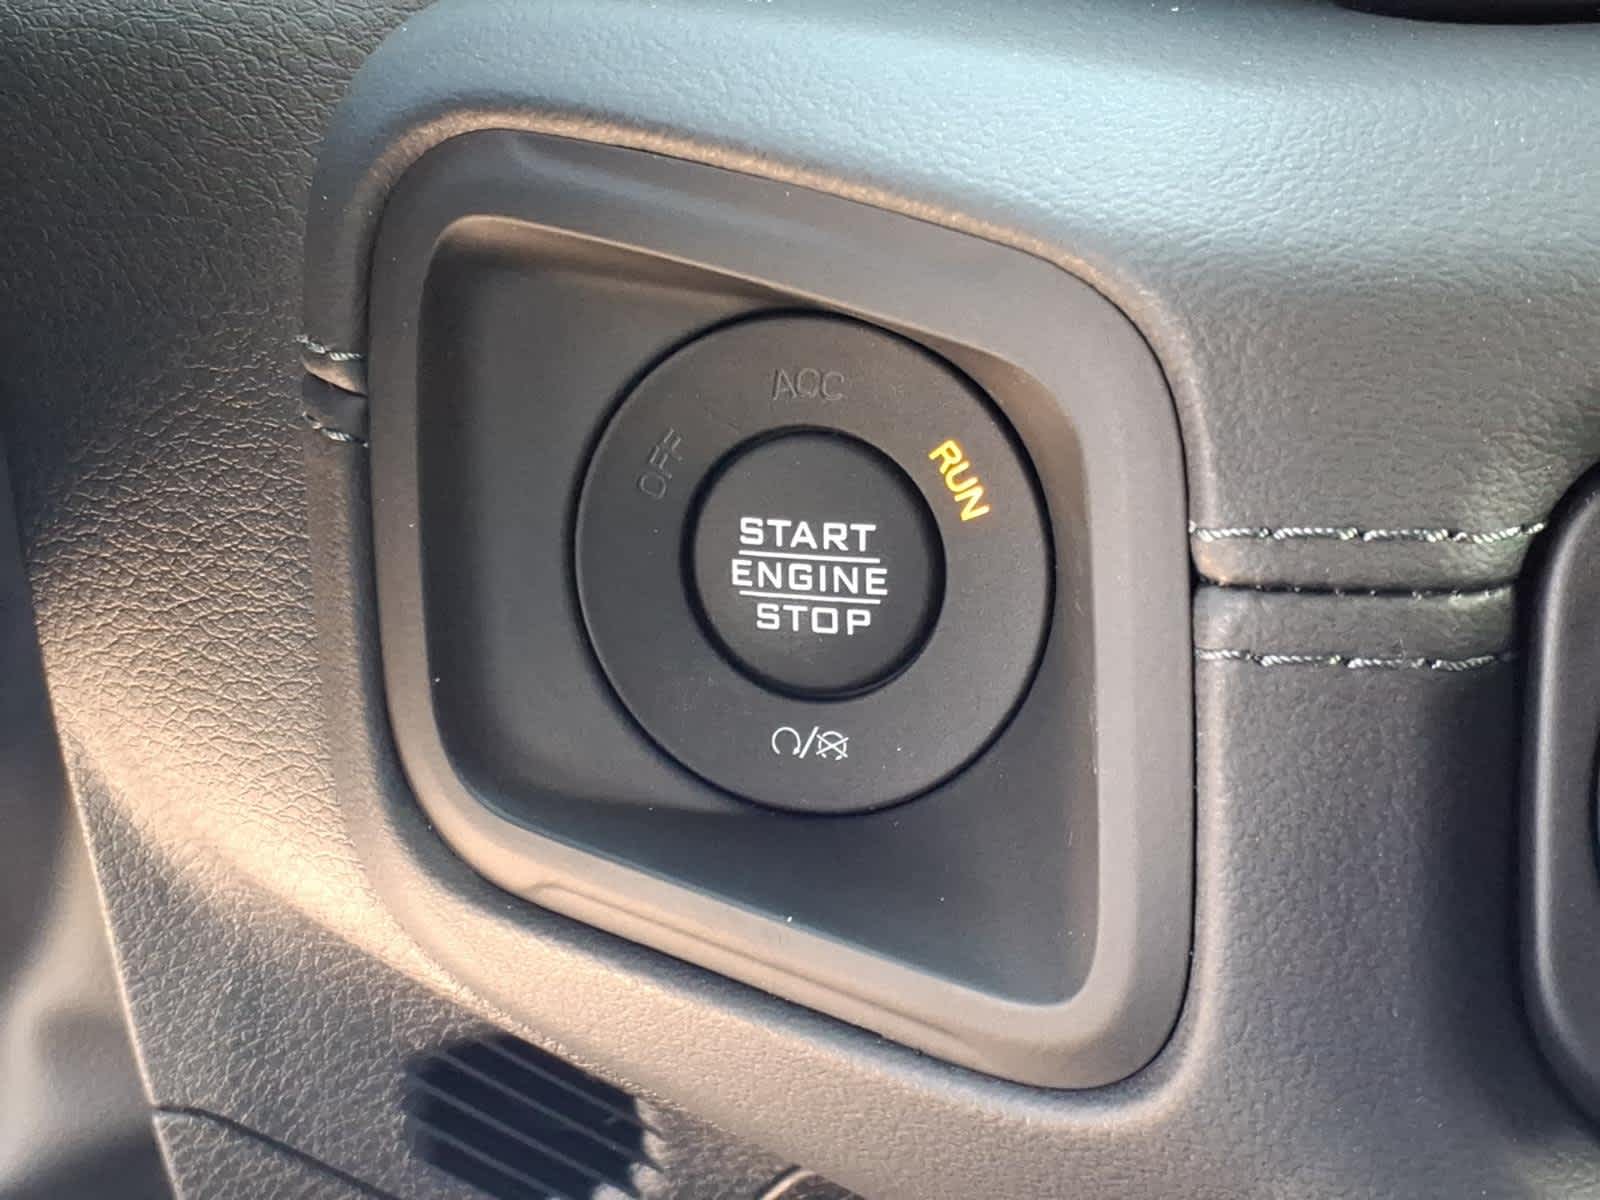 ACC
OFF
RUN
START
ENGINE
STOP